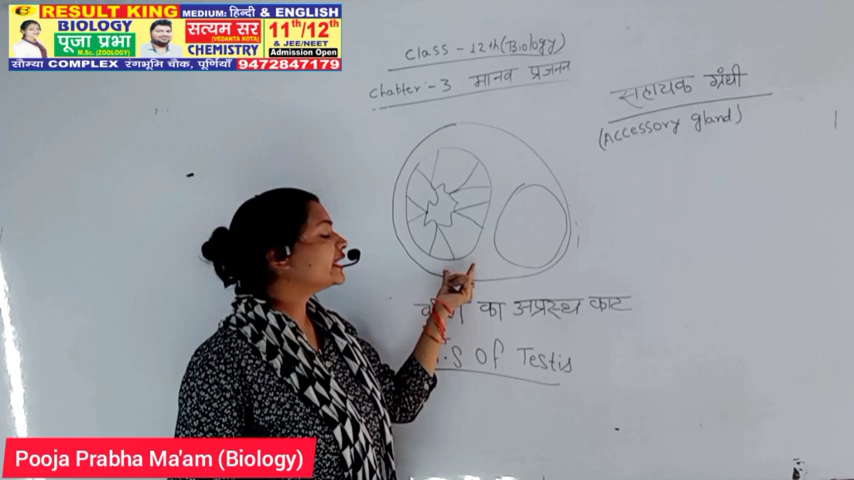 RESULT KING MEDIUM: हिन्दी & ENGLISH
BIOLOGY
पूजा प्रभा
M.Sc. (ZOOLOGY)
सत्यम सर
(VEDANTA KOTA)
CHEMISTRY
11th/12th
& JEE/NEET
Admission Open
सौम्या COMPLEX रंगभूमि चौक, पूर्णियाँ 9472847179
Class - 12th (Biology)
Chapter - 3 मानव प्रजनन
सहायक ग्रंथी
(Accessory gland)
का अप्रस्थ काट
T.S Of Testis
Pooja Prabha Ma'am (Biology)